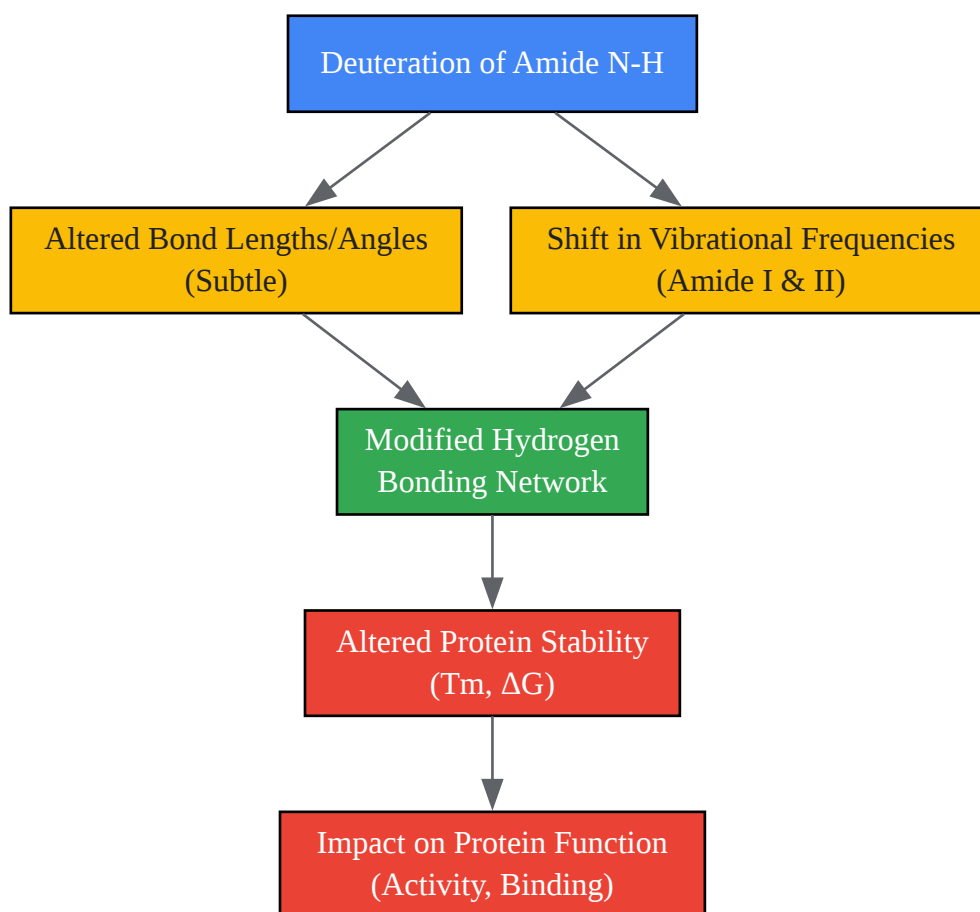 Deuteration of Amide N-H
Altered Bond Lengths/Angles
(Subtle)
Shift in Vibrational Frequencies
(Amide I & II)
Modified Hydrogen
Bonding Network
Altered Protein Stability
(Tm, ΔG)
Impact on Protein Function
(Activity, Binding)